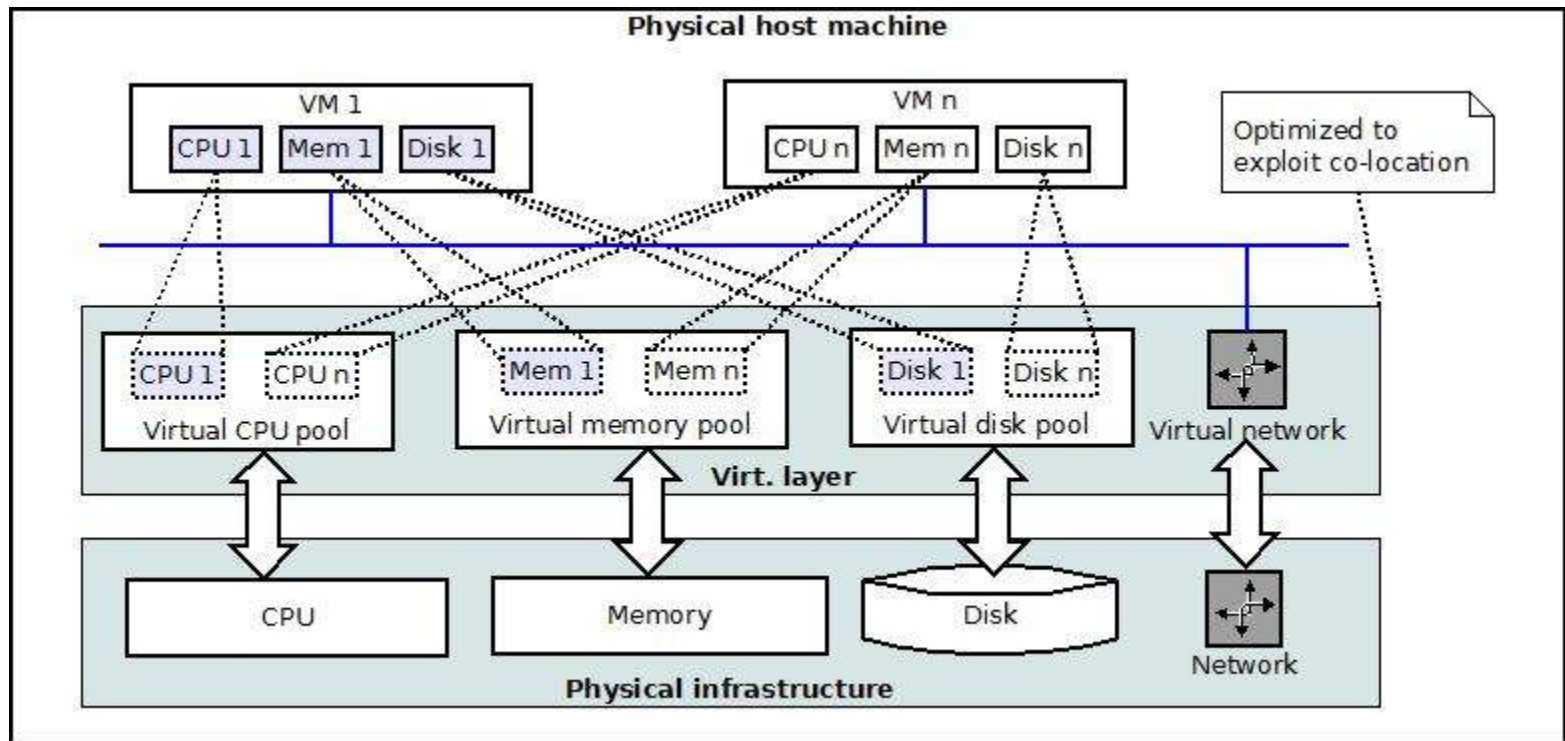 Physical host machine
VM 1
CPU 1 Mem 1 Disk 1
VM n
CPU n Mem n Disk n
Optimized to
exploit co-location
CPU 1 CPU n
Virtual CPU pool
Mem 1 Mem n
Virtual memory pool
Disk 1 Disk n
Virtual disk pool
Virtual network
Virt. layer
CPU
Memory
Disk
Network
Physical infrastructure